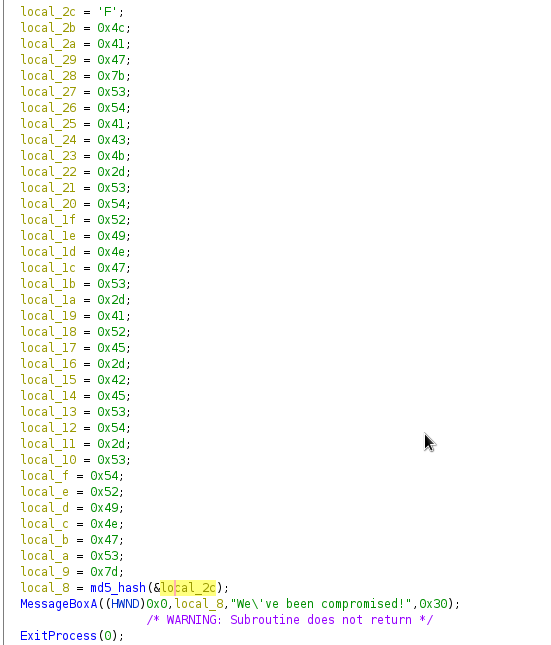 local_2c = 'F';
local_2b = 0x4c;
local_2a = 0x41;
local_29 = 0x47;
local_28 = 0x7b;
local_27 = 0x53;
local_26 = 0x54;
local_25 = 0x41;
local_24 = 0x43;
local_23 = 0x4b;
local_22 = 0x2d;
local_21 = 0x53;
local_20 = 0x54;
local_1f = 0x52;
local_1e = 0x49;
local_1d = 0x4e;
local_1c = 0x47;
local_1b = 0x53;
local_1a = 0x2d;
local_19 = 0x41;
local_18 = 0x52;
local_17 = 0x45;
local_16 = 0x2d;
local_15 = 0x42;
local_14 = 0x45;
local_13 = 0x53;
local_12 = 0x54;
local_11 = 0x2d;
local_10 = 0x53;
local_f = 0x54;
local_e = 0x52;
local_d = 0x49;
local_c = 0x4e;
local_b = 0x47;
local_a = 0x53;
local_9 = 0x7d;
local_8 = md5_hash(&local_2c);
MessageBoxA((HWND)0x0,local_8,"We\'ve been compromised!",0x30);
/* WARNING: Subroutine does not return */
ExitProcess(0);